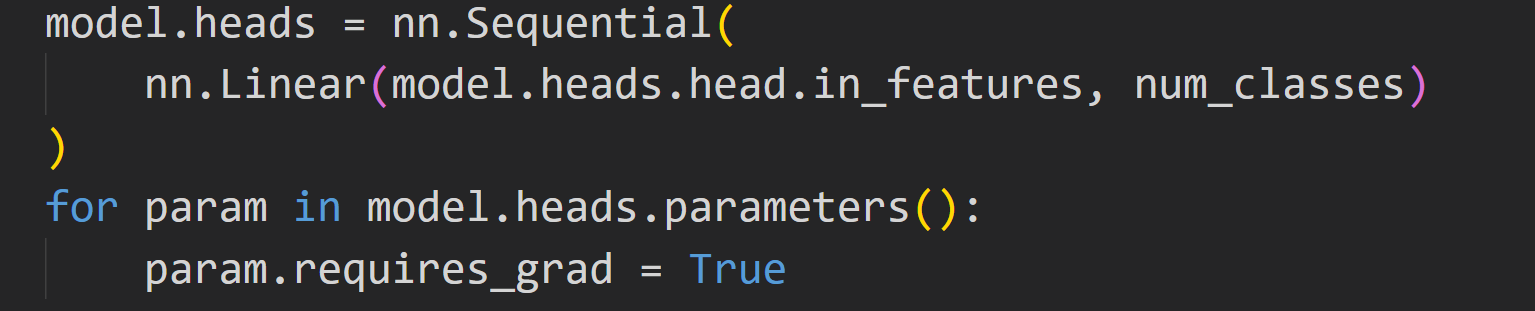 model.heads = nn.Sequential(
    nn.Linear(model.heads.head.in_features, num_classes)
)
for param in model.heads.parameters():
    param.requires_grad = True